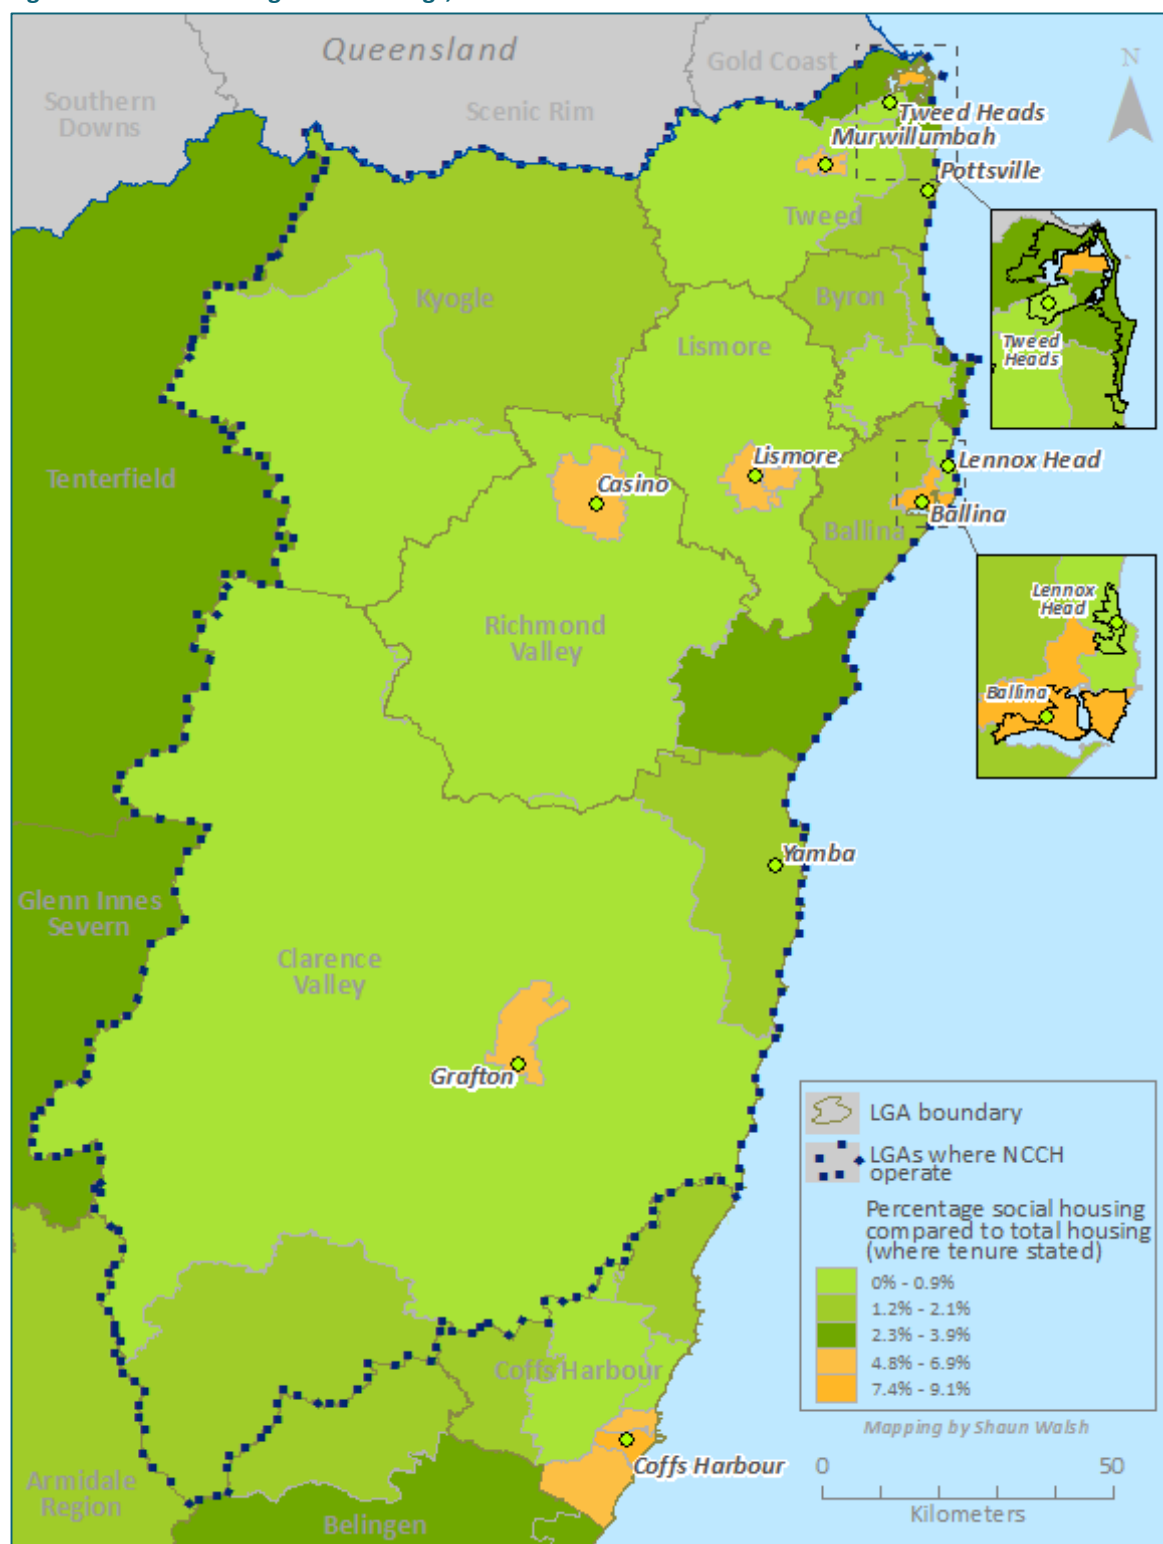 Queensland
Gold Coast
N
Southern
Downs
Scenic Rim
Tweed Heads
Murwillumbah
Pottsville
Tweed
Kyogle
Byron
Lismore
Tweed
Heads
Tenterfield
Casino
Lismore
Lennox Head
Ballina
Ballina
Lennox
Head
Richmond
Valley
Ballina
Yamba
Glenn Innes
Severn
Clarence
Valley
Grafton
LGA boundary
LGAs where NCCH
operate
Percentage social housing
compared to total housing
(where tenure stated)
0% - 0.9%
1.2% - 2.1%
2.3% - 3.9%
4.8% - 6.9%
7.4% - 9.1%
Coffs Harbour
Mapping by Shaun Walsh
Coffs Harbour
0 50
Kilometers
Armidale
Region
Belingen